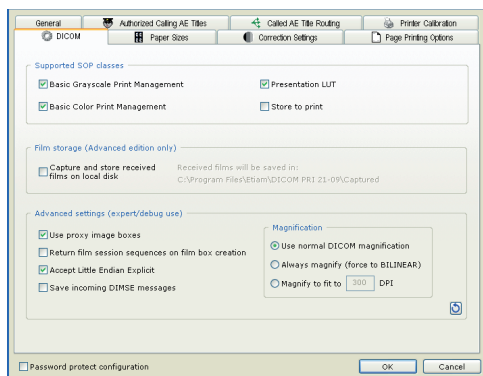 General
Authorized Calling AE Titles
Called AE Title Routing
Printer Calibration
DICOM
Paper Sizes
Correction Settings
Page Printing Options
Supported SOP classes
Basic Grayscale Print Management
Presentation LUT
Basic Color Print Management
Store to print
Film storage (Advanced edition only)
Capture and store received
films on local disk
Received films will be saved in:
C:\Program Files\Etiam\DICOM PRI 21-09\Captured
Advanced settings (expert/debug use)
Use proxy image boxes
Return film session sequences on film box creation
Accept Little Endian Explicit
Save incoming DIMSE messages
Magnification
Use normal DICOM magnification
Always magnify (force to BILINEAR)
Magnify to fit to 300 DPI
Password protect configuration
OK
Cancel